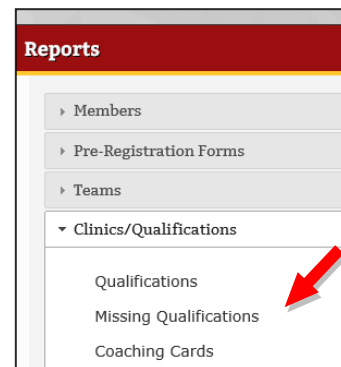 Reports
Members
Pre-Registration Forms
Teams
Clinics/Qualifications
Qualifications
Missing Qualifications
Coaching Cards